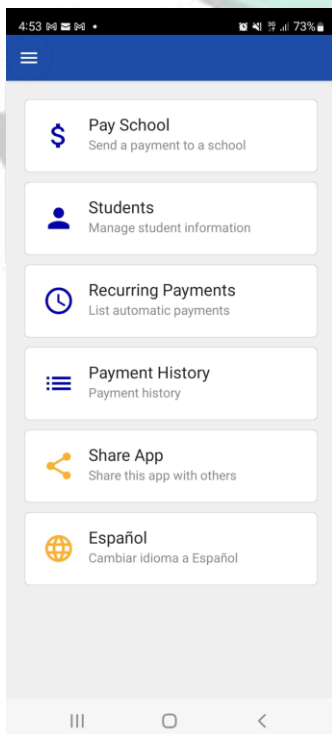 4:53
73%
Pay School
Send a payment to a school
Students
Manage student information
Recurring Payments
List automatic payments
Payment History
Payment history
Share App
Share this app with others
Español
Cambiar idioma a Español